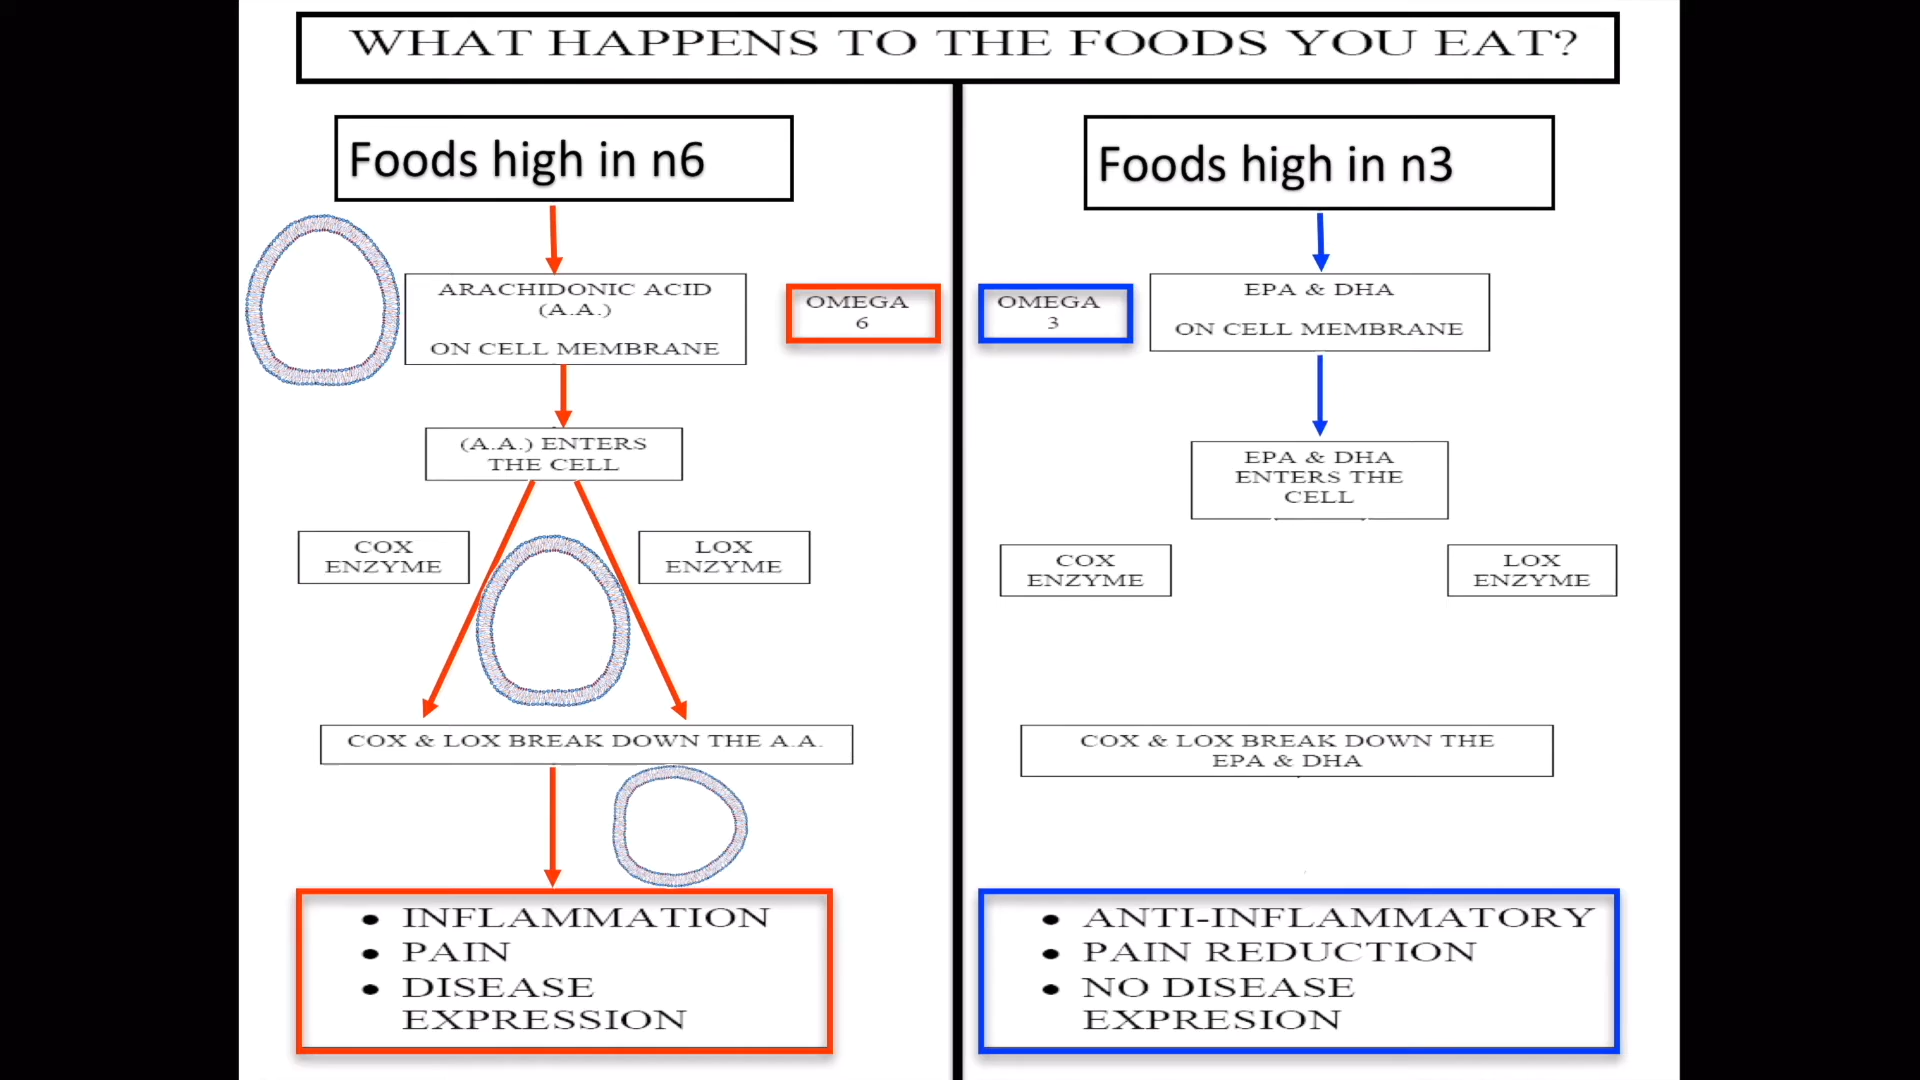 WHAT HAPPENS TO THE FOODS YOU EAT?
Foods high in n6
ARACHIDONIC ACID
(A.A.)
ON CELL MEMBRANE
OMEGA
6
(A.A.) ENTERS
THE CELL
COX
ENZYME
LOX
ENZYME
COX & LOX BREAK DOWN THE A.A.
• INFLAMMATION
• PAIN
• DISEASE
EXPRESSION
Foods high in n3
OMEGA
3
EPA & DHA
ON CELL MEMBRANE
EPA & DHA
ENTERS THE
CELL
COX
ENZYME
LOX
ENZYME
COX & LOX BREAK DOWN THE
EPA & DHA
• ANTI-INFLAMMATORY
• PAIN REDUCTION
• NO DISEASE
EXPRESION